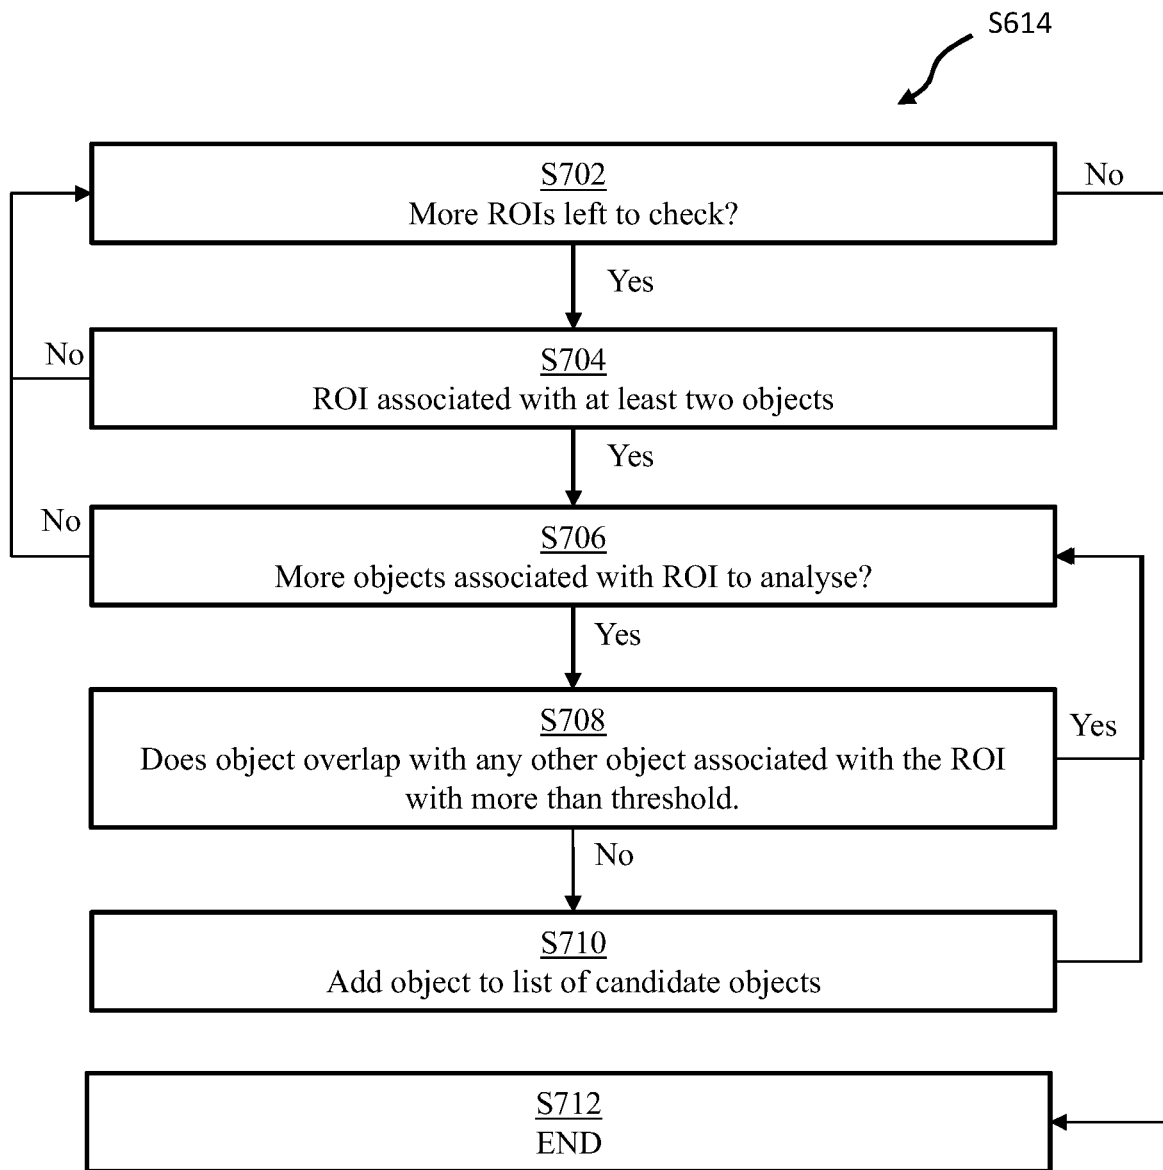 S614
S702
More ROIs left to check?
No
Yes
No
S704
ROI associated with at least two objects
Yes
No
S706
More objects associated with ROI to analyse?
Yes
S708
Does object overlap with any other object associated with the ROI
with more than threshold.
Yes
No
S710
Add object to list of candidate objects
S712
END